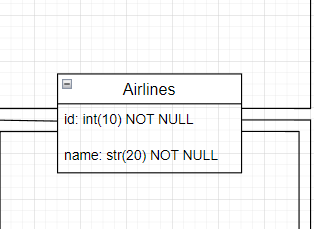 Airlines
id: int(10) NOT NULL
name: str(20) NOT NULL